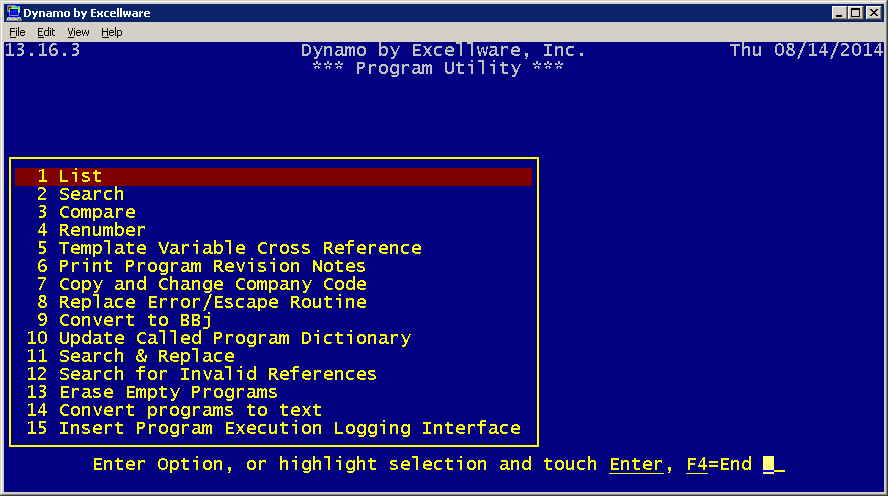 Dynamo by Excellware
File Edit View Help
13.16.3 Dynamo by Excellware, Inc. Thu 08/14/2014
*** Program Utility ***
1 List
2 Search
3 Compare
4 Renumber
5 Template Variable Cross Reference
6 Print Program Revision Notes
7 Copy and Change Company Code
8 Replace Error/Escape Routine
9 Convert to BBj
10 Update Called Program Dictionary
11 Search & Replace
12 Search for Invalid References
13 Erase Empty Programs
14 Convert programs to text
15 Insert Program Execution Logging Interface
Enter Option, or highlight selection and touch Enter, F4=End